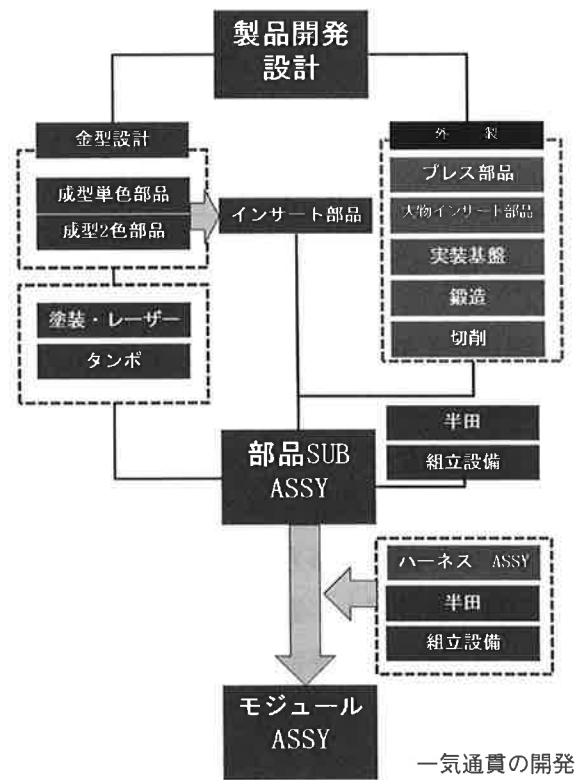 製品開発
設計
金型設計
成型単色部品
成型2色部品
インサート部品
外　製
プレス部品
大物インサート部品
実装基盤
鍛造
切削
塗装・レーザー
タンポ
部品SUB
ASSY
半田
組立設備
ハーネス ASSY
半田
組立設備
モジュール
ASSY
一気通貫の開発